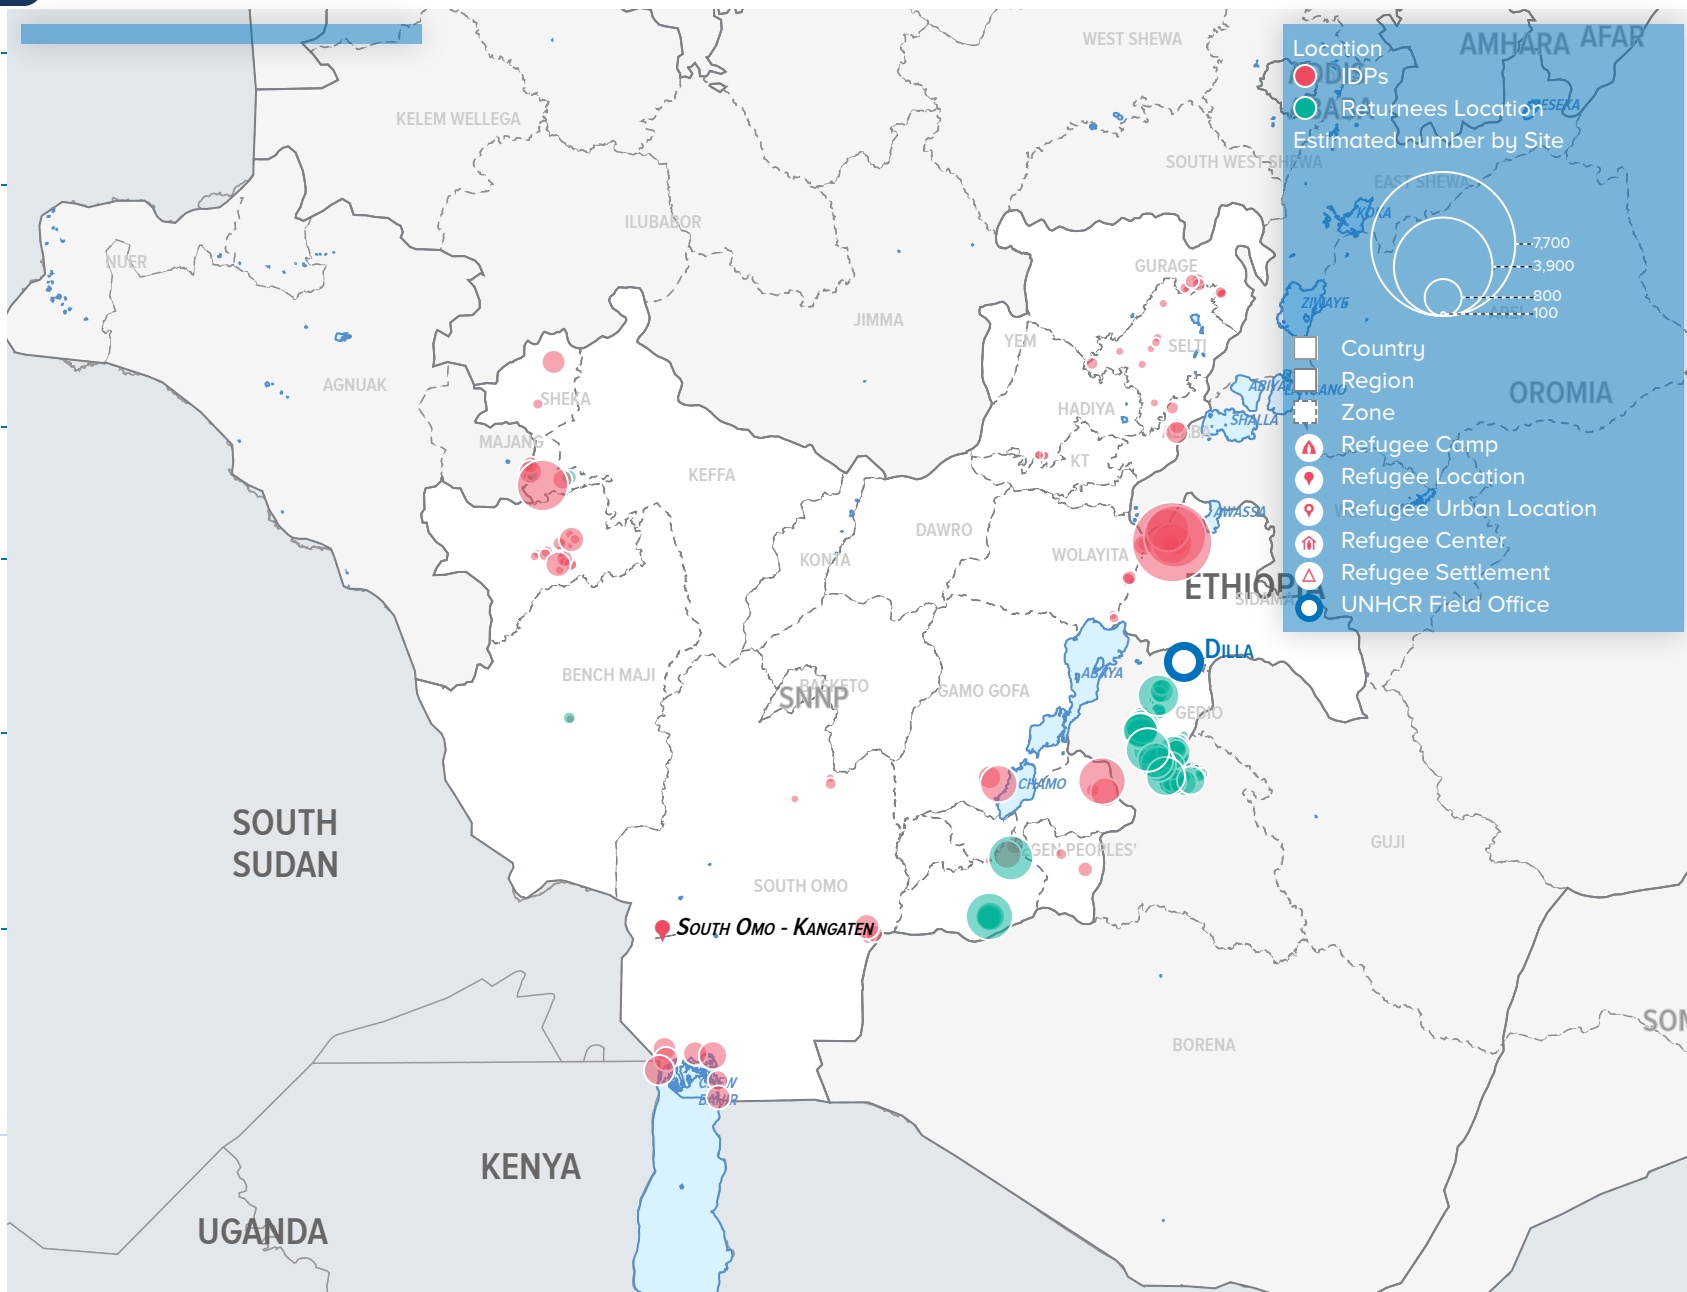 WEST SHEWA
AMHARA
AFAR
Location
IDPs
Returnees Location
Estimated number by Site
KELEM WELLEGA
SOUTH WEST SHEWA
EAST SHEWA
KOKA
ILUBABOR
7,700
3,900
800
100
NUER
GURAGE
ZIWAYE
JIMMA
YEM
SELTI
Country
Region
Zone
AGNUAK
SHEKA
OROMIA
HADIYA
SHALLA
MAJANG
KEFFA
KT
Refugee Camp
Refugee Location
Refugee Urban Location
Refugee Center
Refugee Settlement
UNHCR Field Office
AWASSA
DAWRO
WOLAYITA
KONTA
ETHIOPIA
SIDAMA
DILLA
BENCH MAJI
BASKETO
SNNP
GAMO GOFA
ABAYA
GEDIO
CHAMO
SOUTH
SUDAN
GUJI
SOUTH OMO
SOUTH OMO - KANGATEN
BORENA
KENYA
UGANDA